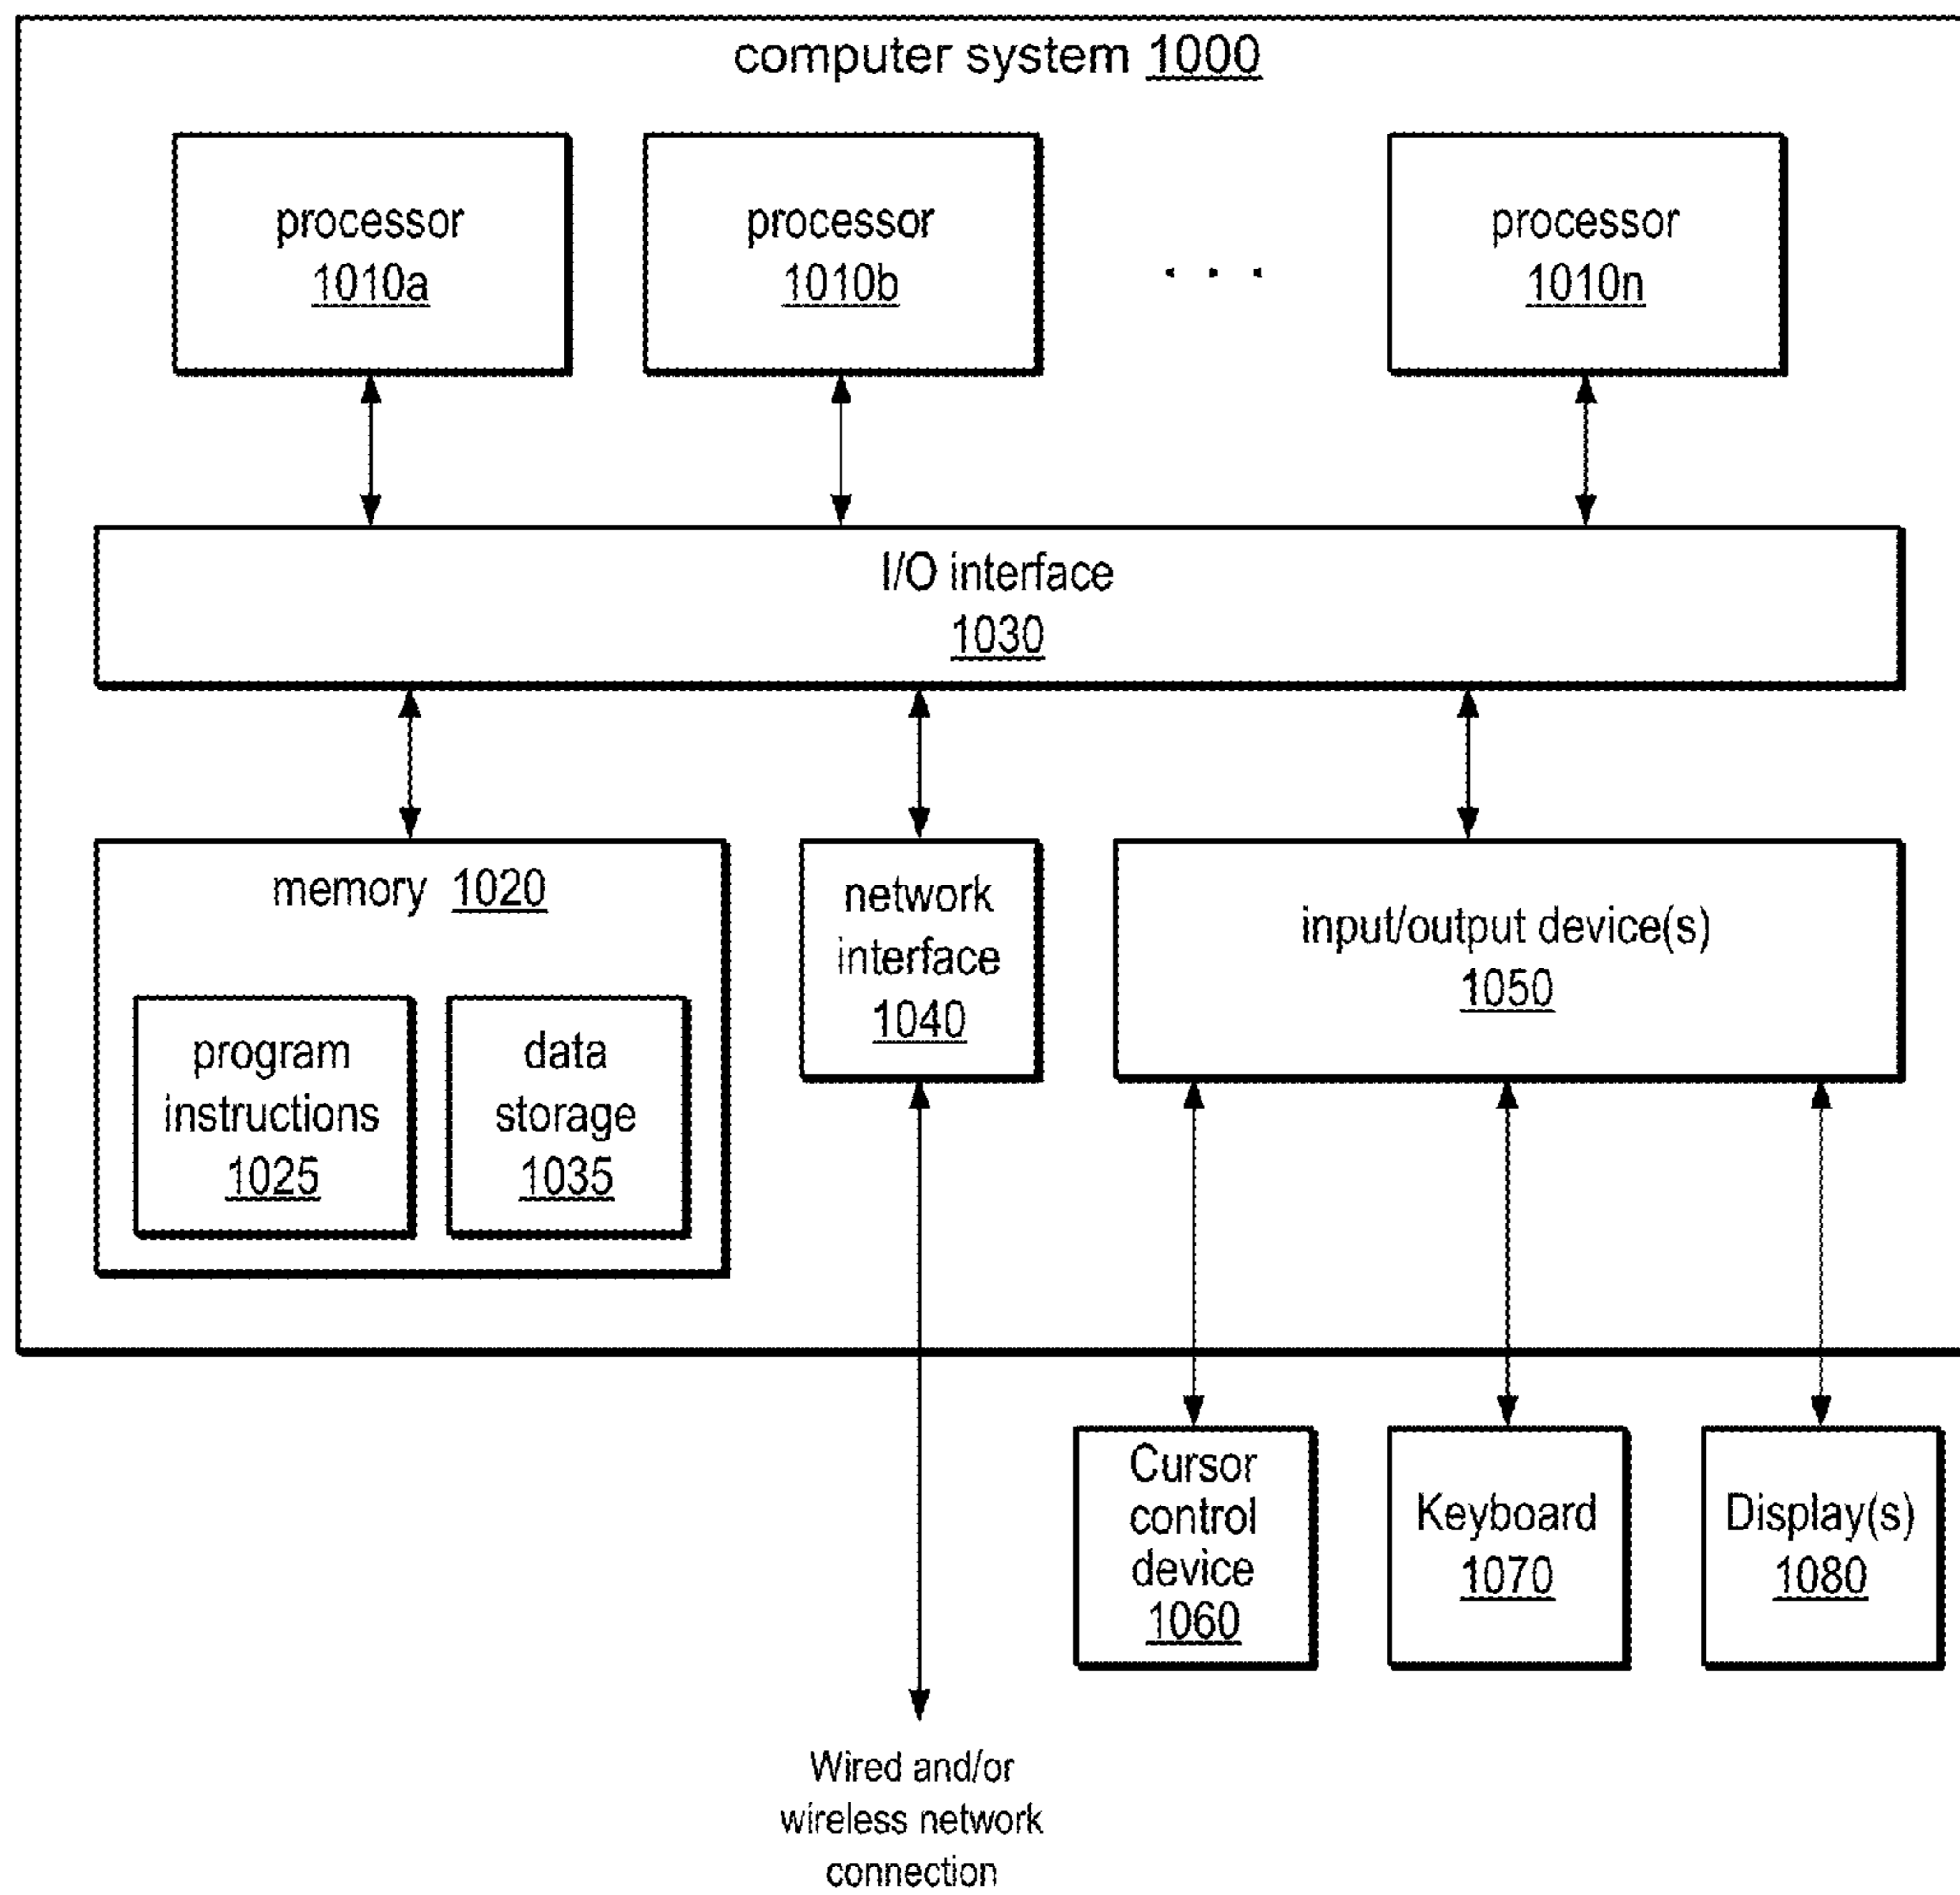 computer system 1000
processor
1010a
processor
1010b
. . .
processor
1010n
I/O interface
1030
memory 1020
program
instructions
1025
data
storage
1035
network
interface
1040
input/output device(s)
1050
Cursor
control
device
1060
Keyboard
1070
Display(s)
1080
Wired and/or
wireless network
connection